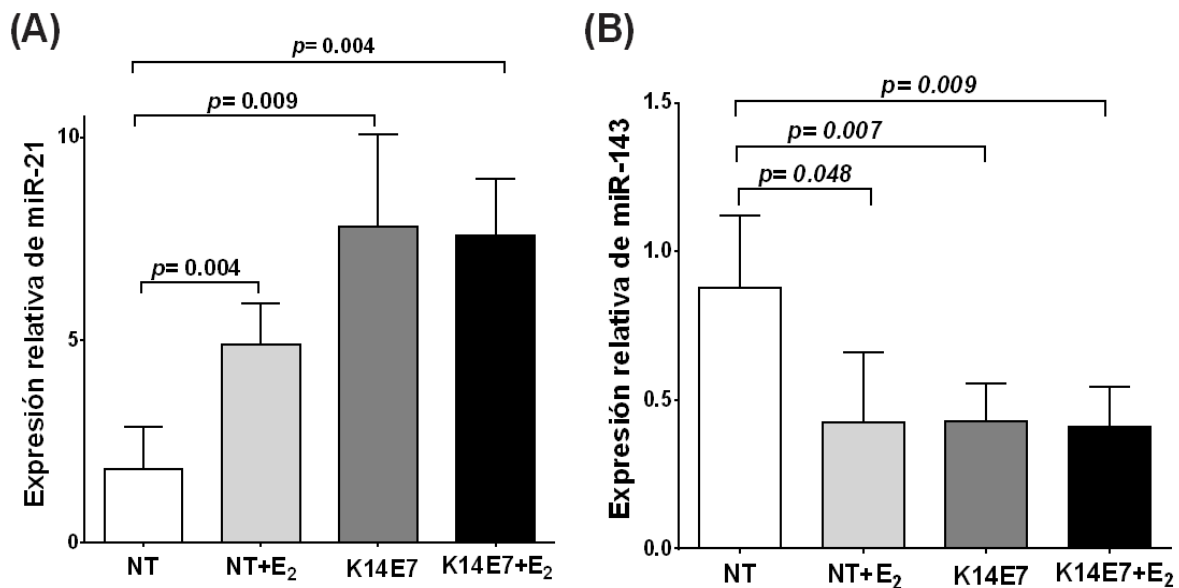 (A)
p= 0.004
p= 0.009
p= 0.004
Expresión relativa de miR-21
10
5
0
NT
NT+E₂
K14E7
K14E7+E₂
(B)
p= 0.009
p= 0.007
p= 0.048
Expresión relativa de miR-143
1.5
1.0
0.5
0.0
NT
NT+E₂
K14E7
K14E7+E₂